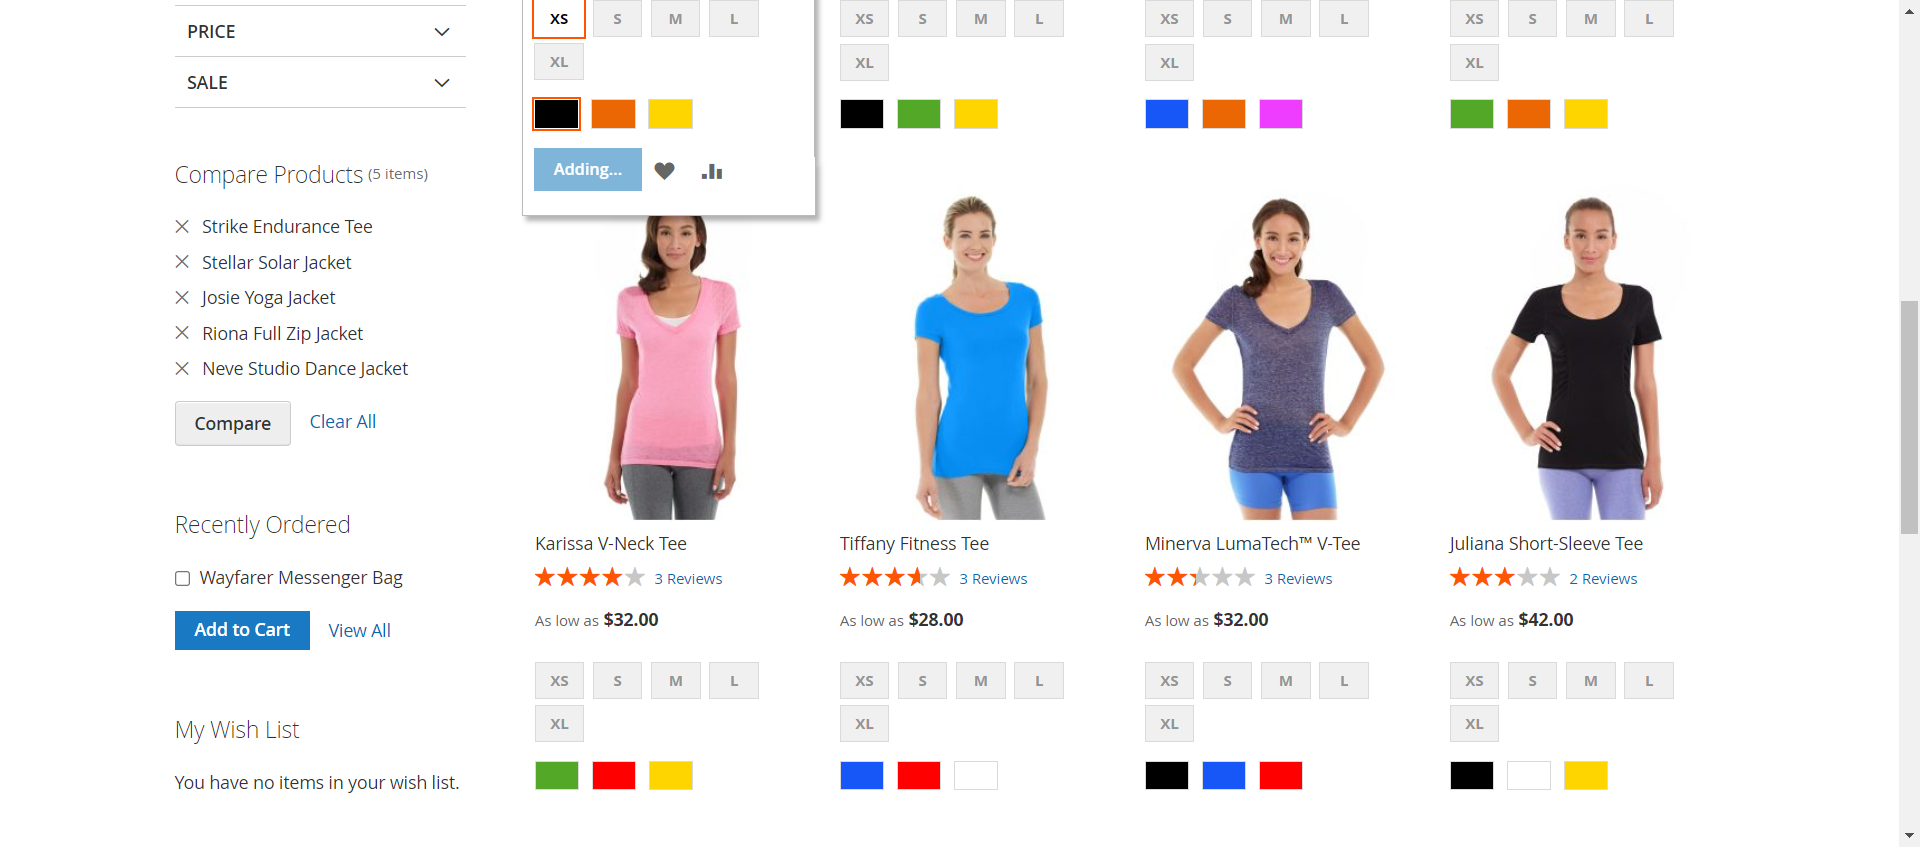 PRICE
SALE
Compare Products (5 items)
Strike Endurance Tee
Stellar Solar Jacket
Josie Yoga Jacket
Riona Full Zip Jacket
Neve Studio Dance Jacket
Compare Clear All
Recently Ordered
Wayfarer Messenger Bag
Add to Cart View All
My Wish List
You have no items in your wish list.
XS S M L
XL
Adding...
XS S M L
XL
XS S M L
XL
XS S M L
XL
Karissa V-Neck Tee
3 Reviews
As low as $32.00
XS S M L
XL
Tiffany Fitness Tee
3 Reviews
As low as $28.00
XS S M L
XL
Minerva LumaTech™ V-Tee
3 Reviews
As low as $32.00
XS S M L
XL
Juliana Short-Sleeve Tee
2 Reviews
As low as $42.00
XS S M L
XL